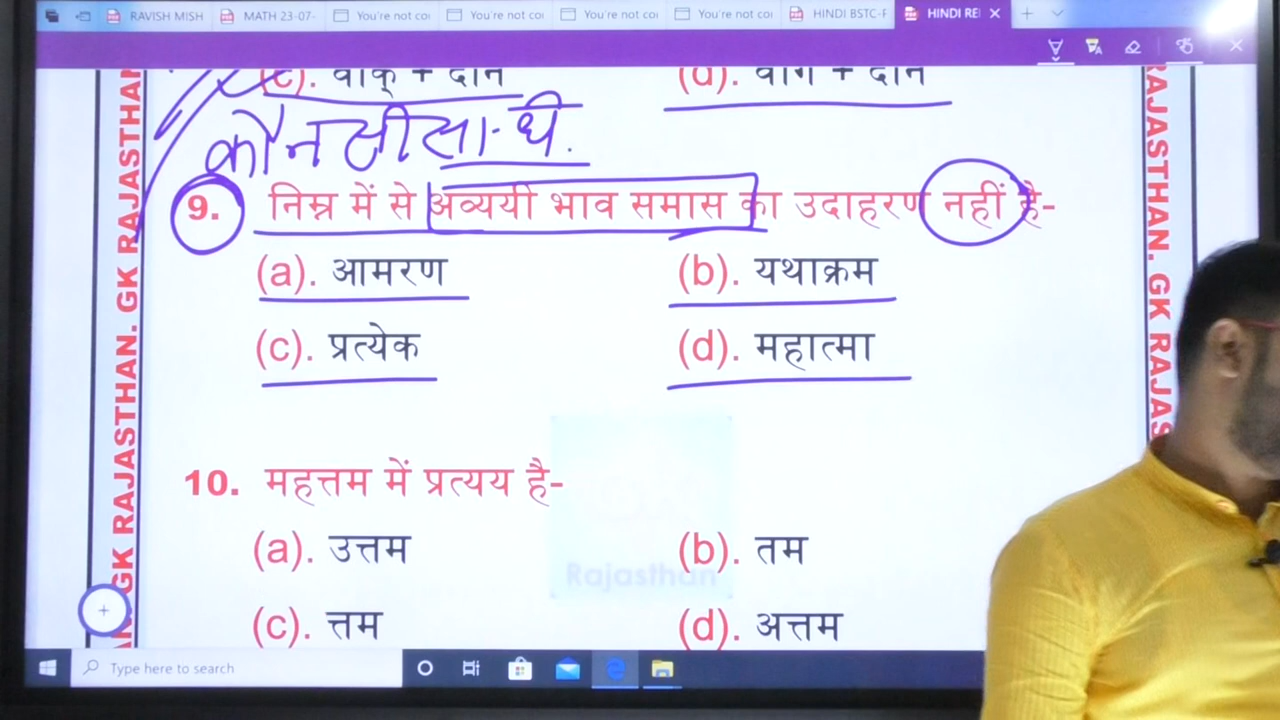 RAVISH MISH MATH 23-07- You're not co You're not co You're not co You're not co HINDI BSTC-F HINDI RE
(c). वाक् + दान (d). वाग + दान
कौनसीसा-धी.
9. निम्न में से अव्ययी भाव समास का उदाहरण नहीं है-
(a). आमरण (b). यथाक्रम
(c). प्रत्येक (d). महात्मा
10. महत्तम में प्रत्यय है-
(a). उत्तम (b). तम
(c). त्तम (d). अत्तम
Rajasthan
GK RAJASTHAN. GK RAJASTHAN
RAJASTHAN. GK RAJAS
Type here to search